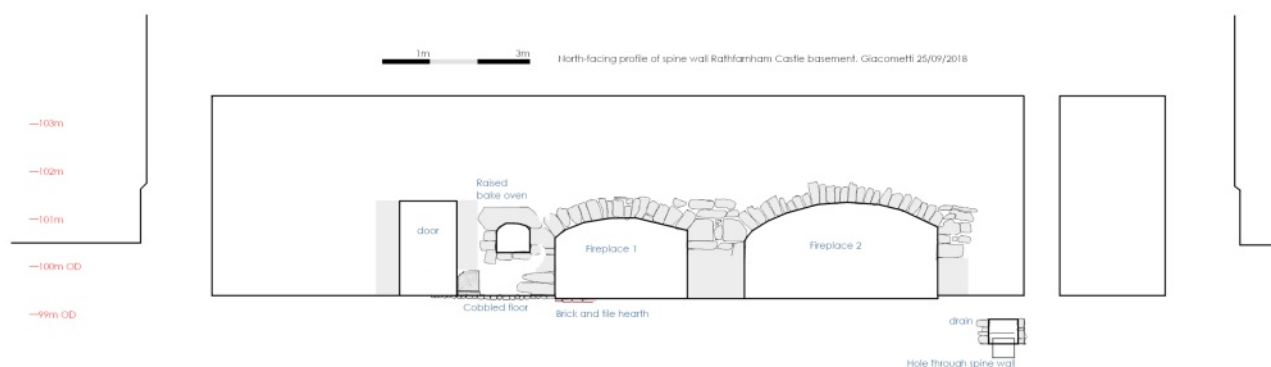 1m 3m
North-facing profile of spine wall Rathfarnham Castle basement. Giacometti 25/09/2018
103m
102m
101m
100m OD
99m OD
Raised
bake oven
door
Fireplace 1
Fireplace 2
Cobbled floor
Brick and tile hearth
drain
Hole through spine wall